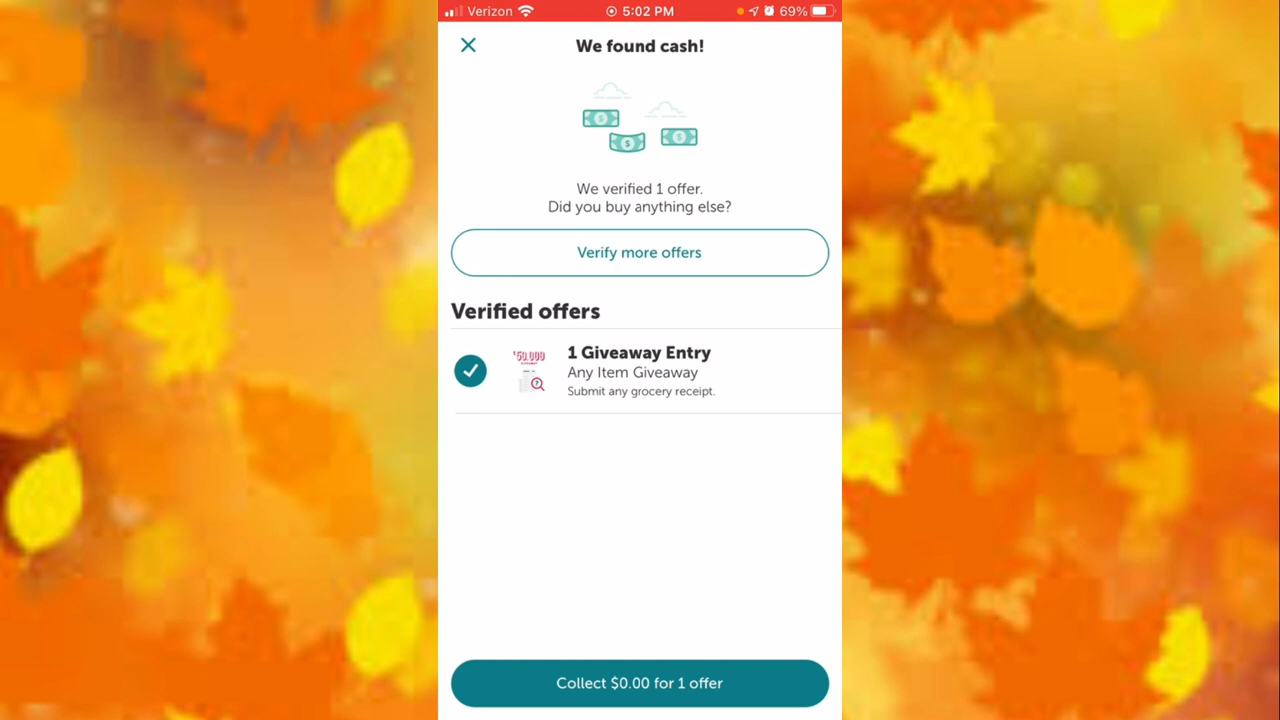 Verizon 5:02 PM 69%
We found cash!
We verified 1 offer.
Did you buy anything else?
Verify more offers
Verified offers
$50,000
1 Giveaway Entry
Any Item Giveaway
Submit any grocery receipt.
Collect $0.00 for 1 offer